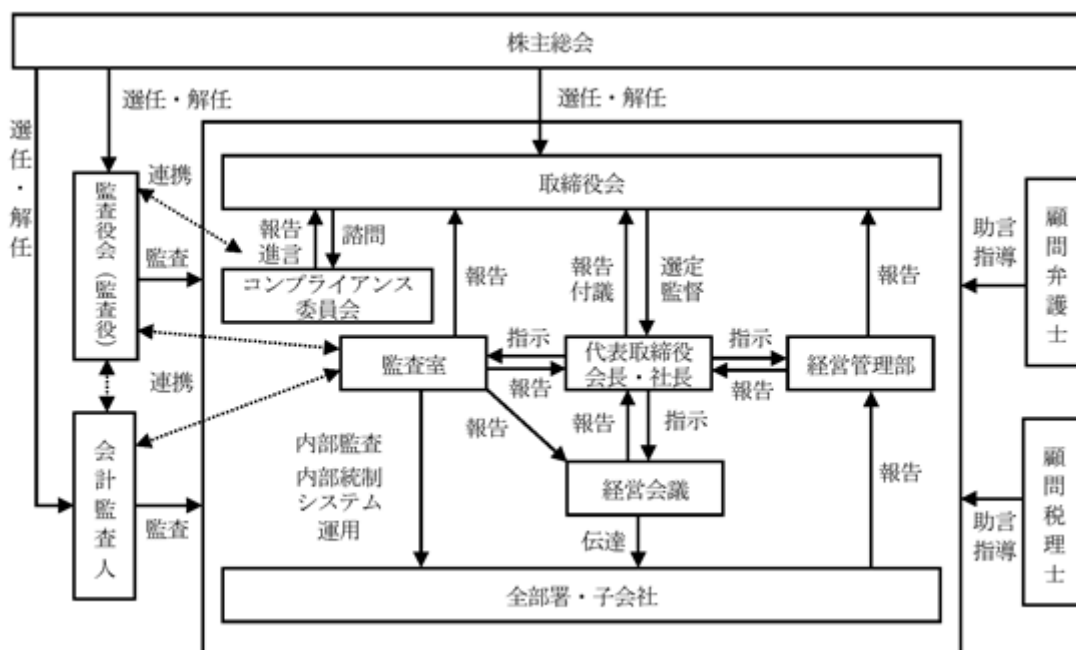 株主総会
選任・解任
選任・解任
選任・解任
監査役会(監査役)
連携
監査
取締役会
報告
進言
諮問
コンプライアンス
委員会
報告
報告
付議
選定
監督
報告
助言
指導
顧問弁護士
監査室
指示
報告
代表取締役
会長・社長
指示
報告
経営管理部
連携
報告
報告
指示
会計監査人
監査
内部監査
内部統制
システム
運用
経営会議
伝達
報告
助言
指導
顧問税理士
全部署・子会社